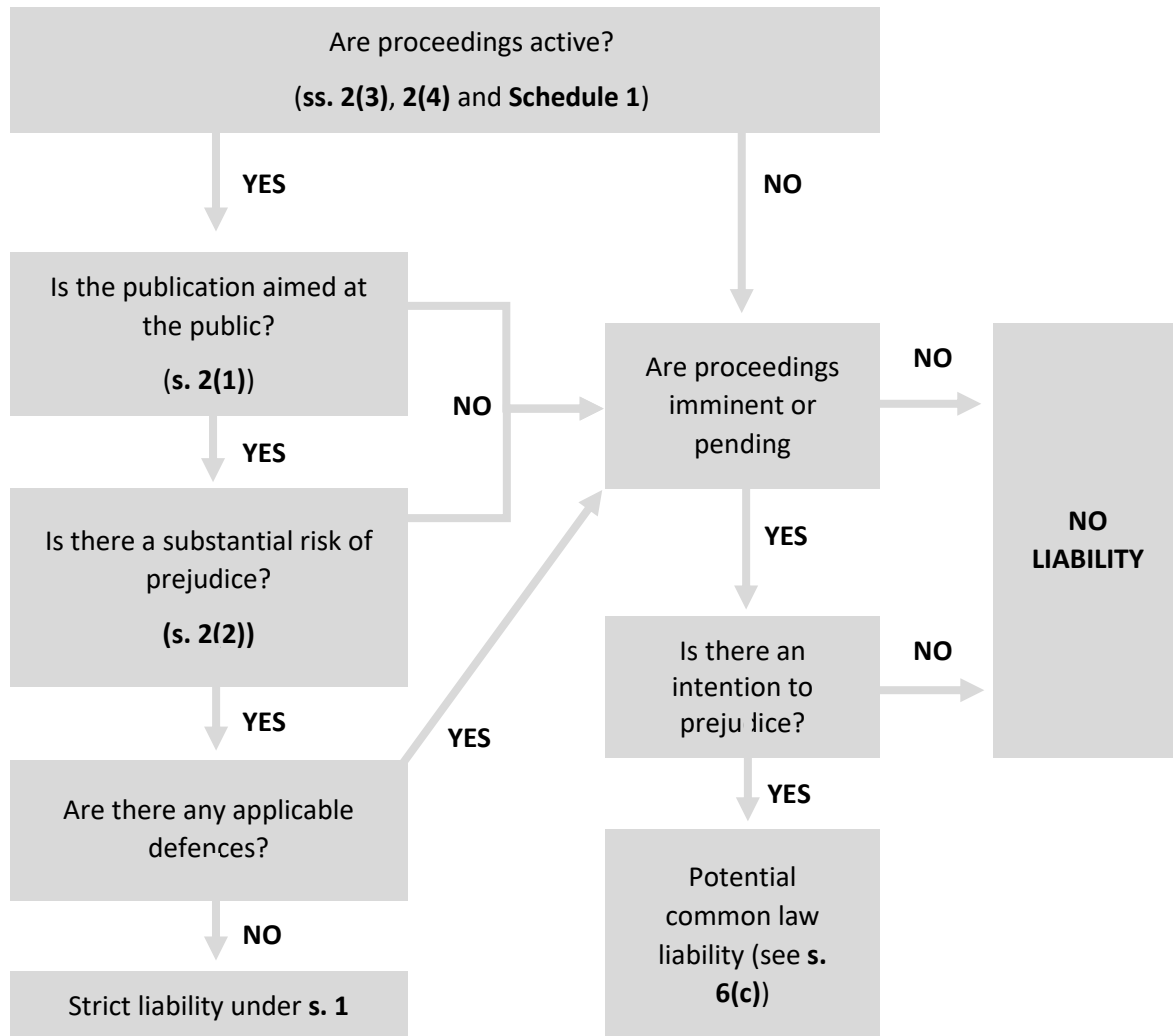 Are proceedings active?
(ss. 2(3), 2(4) and Schedule 1)
YES
NO
Is the publication aimed at
the public?
(s. 2(1))
NO
YES
Is there a substantial risk of
prejudice?
(s. 2(2))
YES
YES
Are there any applicable
defences?
NO
Strict liability under s. 1
Are proceedings
imminent or
pending
NO
YES
Is there an
intention to
prejudice?
NO
YES
Potential
common law
liability (see s.
6(c))
NO
LIABILITY